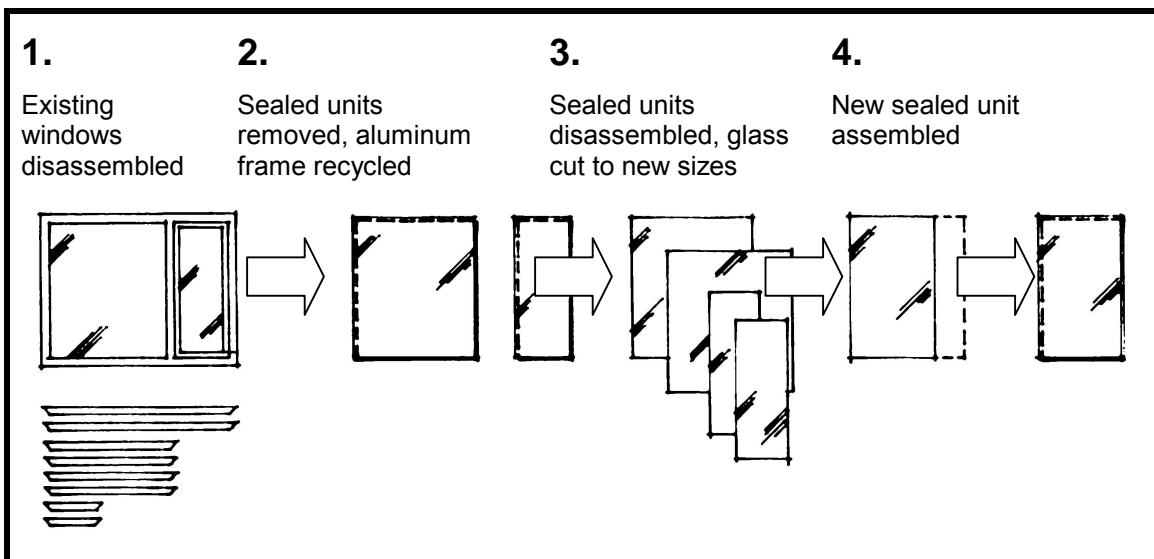 1.
Existing
windows
disassembled
2.
Sealed units
removed, aluminum
frame recycled
3.
Sealed units
disassembled, glass
cut to new sizes
4.
New sealed unit
assembled